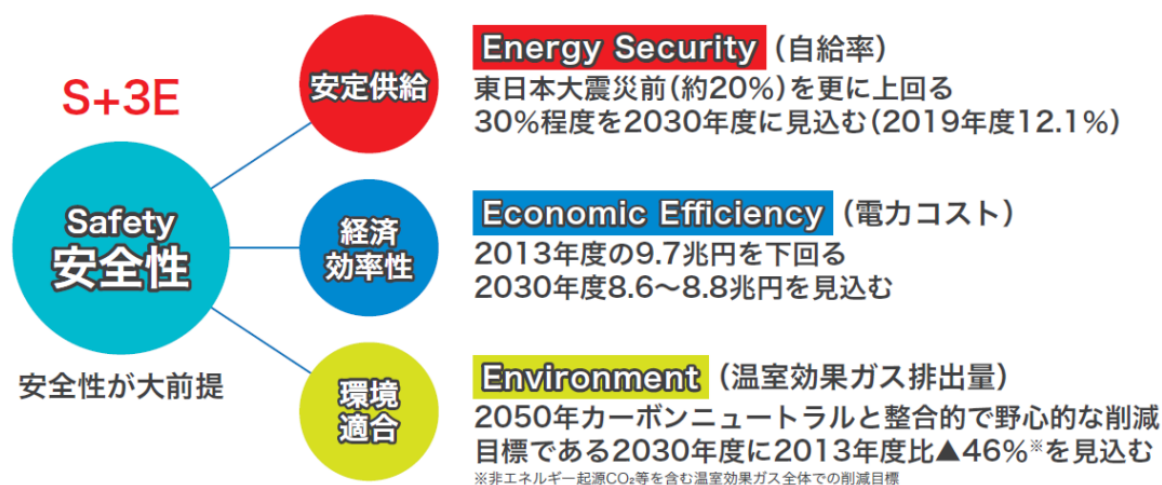 S+3E
Safety
安全性
安全性が大前提
安定供給
Energy Security（自給率）
東日本大震災前（約20%）を更に上回る
30%程度を2030年度に見込む（2019年度12.1%）
経済
効率性
Economic Efficiency（電力コスト）
2013年度の9.7兆円を下回る
2030年度8.6～8.8兆円を見込む
環境
適合
Environment（温室効果ガス排出量）
2050年カーボンニュートラルと整合的で野心的な削減
目標である2030年度に2013年度比▲46%※を見込む
※非エネルギー起源CO₂等を含む温室効果ガス全体での削減目標